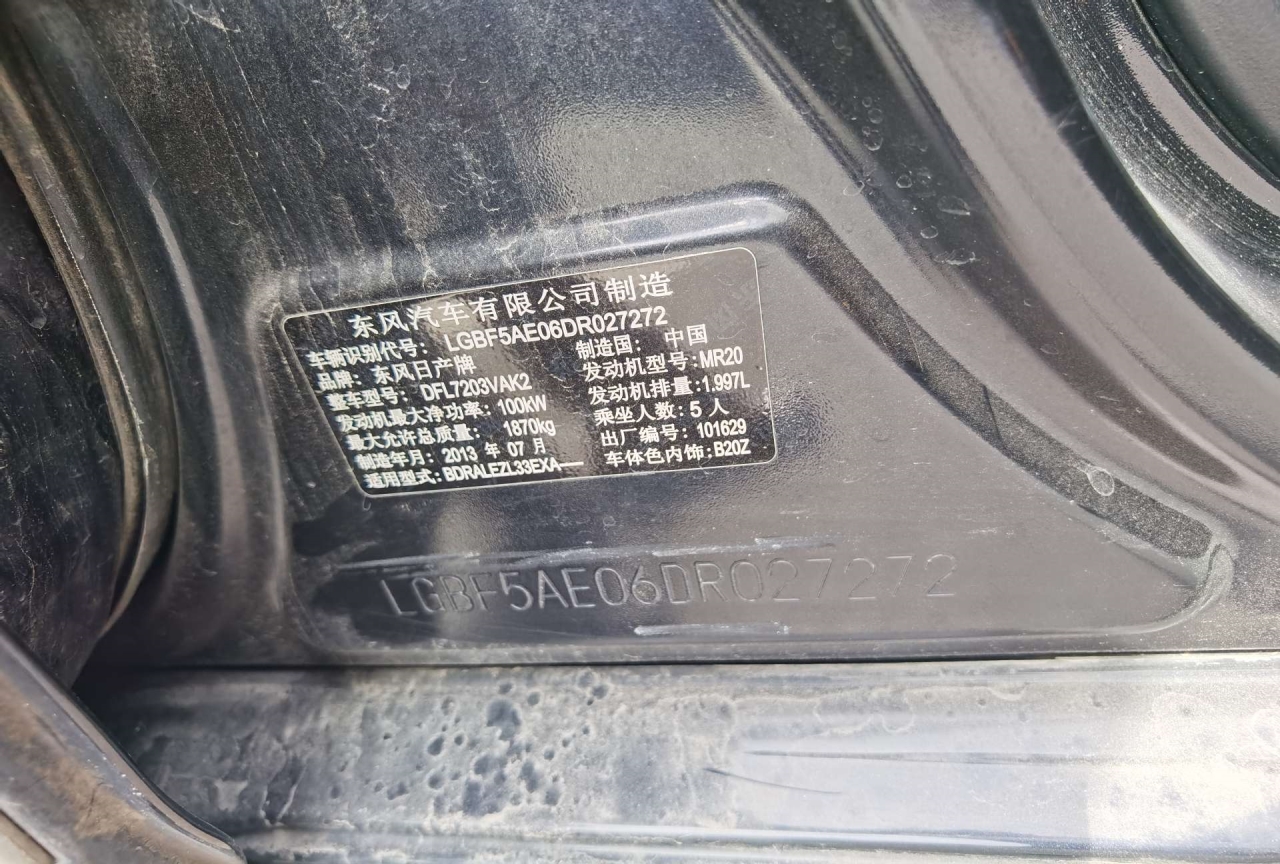 东风汽车有限公司制造
车辆识别代号: LGBF5AE06DR027272
品牌: 东风日产牌 制造国: 中国
整车型号: DFL7203VAK2 发动机型号: MR20
发动机最大净功率: 100kW 发动机排量: 1.997L
最大允许总质量: 1870kg 乘坐人数: 5 人
制造年月: 2013 年 07 月 出厂编号: 101629
适用型式: BDRALEZL33EXA— 车体色内饰: B20Z
LGBF5AE06DR027272